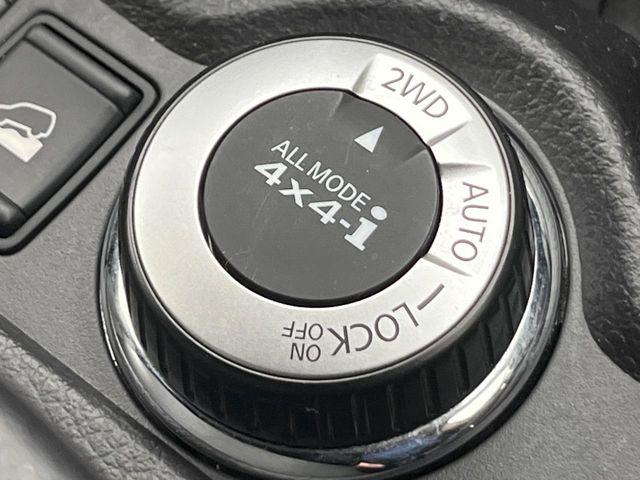 2WD
AUTO
LOCK
ON
OFF
ALL MODE
4x4-i